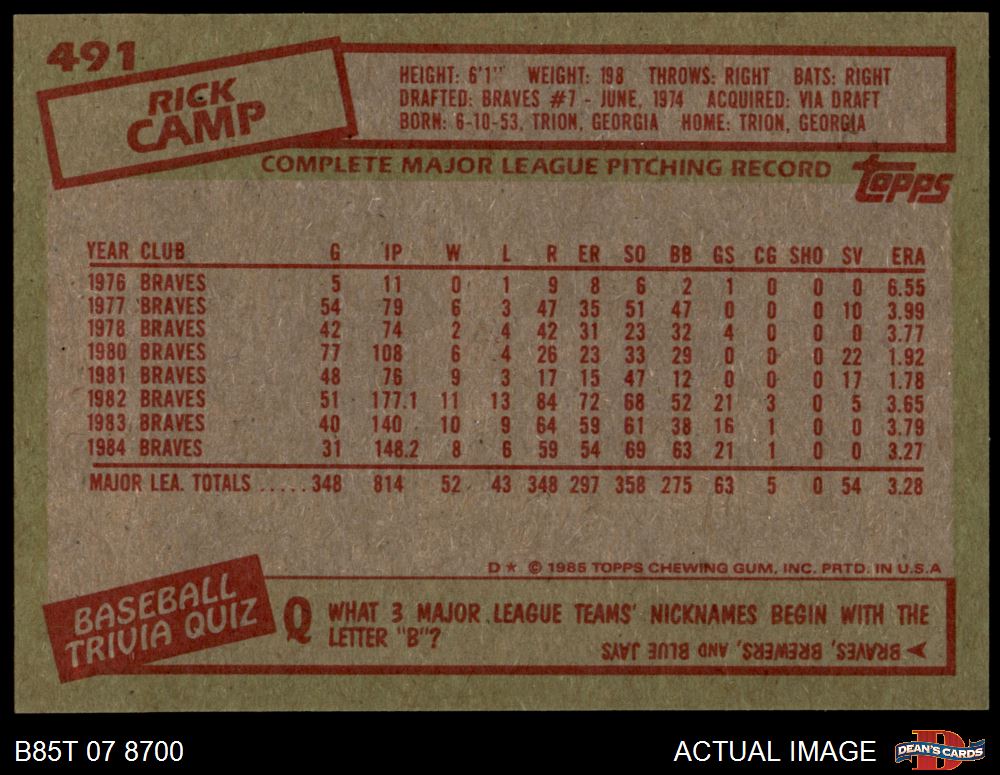 491
RICK
CAMP
HEIGHT: 6'1" WEIGHT: 198 THROWS: RIGHT BATS: RIGHT
DRAFTED: BRAVES #7 - JUNE, 1974 ACQUIRED: VIA DRAFT
BORN: 6-10-53, TRION, GEORGIA HOME: TRION, GEORGIA
COMPLETE MAJOR LEAGUE PITCHING RECORD
Topps
YEAR CLUB G IP W L R ER SO BB GS CG SHO SV ERA
1976 BRAVES 5 11 0 1 9 8 6 2 1 0 0 0 6.55
1977 BRAVES 54 79 6 3 47 35 51 47 0 0 0 10 3.99
1978 BRAVES 42 74 2 4 42 31 23 32 4 0 0 0 3.77
1980 BRAVES 77 108 6 4 26 23 33 29 0 0 0 22 1.92
1981 BRAVES 48 76 9 3 17 15 47 12 0 0 0 17 1.78
1982 BRAVES 51 177.1 11 13 84 72 68 52 21 3 0 5 3.65
1983 BRAVES 40 140 10 9 64 59 61 38 16 1 0 0 3.79
1984 BRAVES 31 148.2 8 6 59 54 69 63 21 1 0 0 3.27
MAJOR LEA. TOTALS .....348 814 52 43 348 297 358 275 63 5 0 54 3.28
D★ © 1985 TOPPS CHEWING GUM, INC. PRTD. IN U.S.A
BASEBALL
TRIVIA QUIZ
Q WHAT 3 MAJOR LEAGUE TEAMS' NICKNAMES BEGIN WITH THE
LETTER "B"?
BRAVES, BREWERS, AND BLUE JAYS
B85T 07 8700
ACTUAL IMAGE
D
DEAN'S CARDS